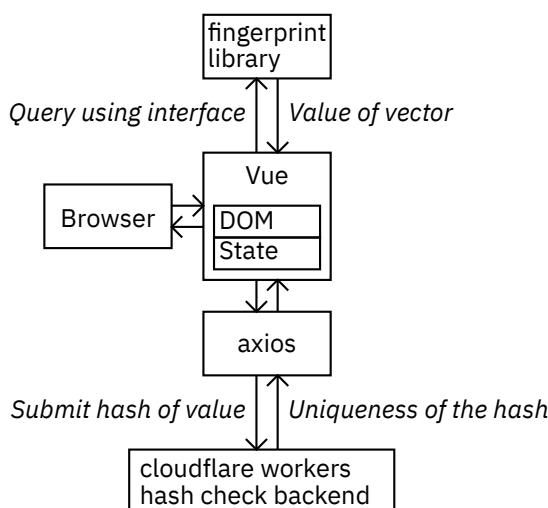 fingerprint
library
Query using interface
Value of vector
Vue
Browser
DOM
State
axios
Submit hash of value
Uniqueness of the hash
cloudflare workers
hash check backend